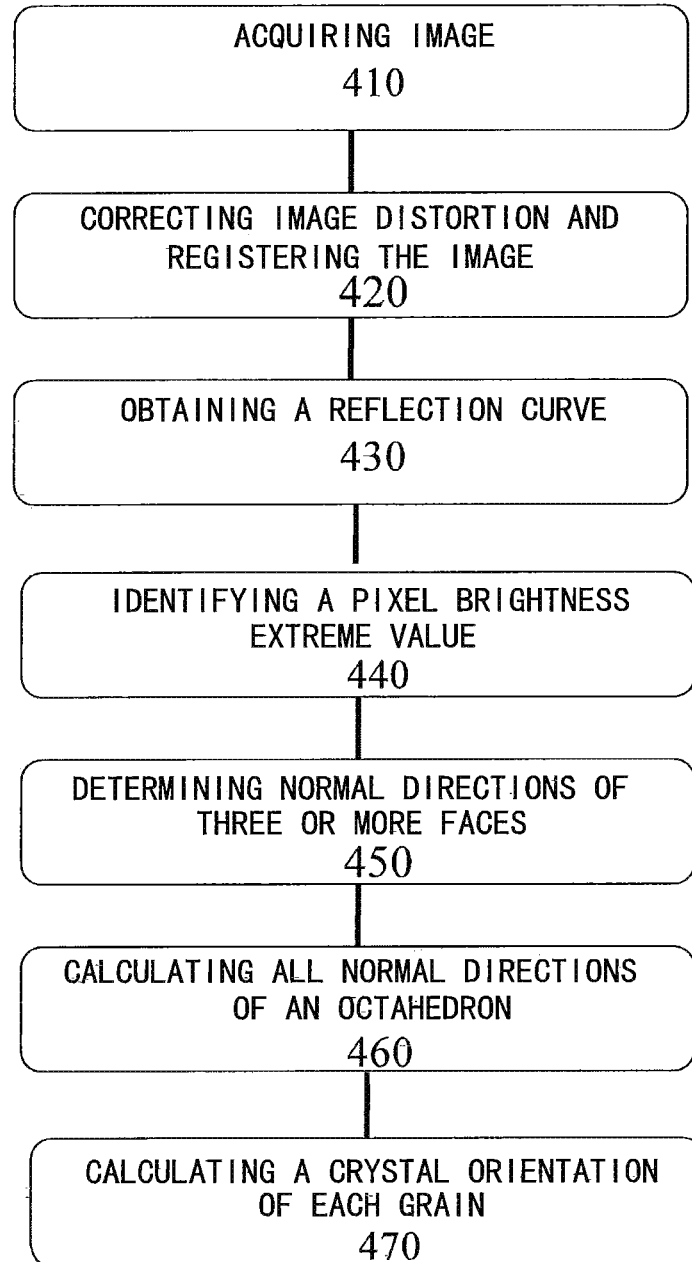 ACQUIRING IMAGE
410
CORRECTING IMAGE DISTORTION AND
REGISTERING THE IMAGE
420
OBTAINING A REFLECTION CURVE
430
IDENTIFYING A PIXEL BRIGHTNESS
EXTREME VALUE
440
DETERMINING NORMAL DIRECTIONS OF
THREE OR MORE FACES
450
CALCULATING ALL NORMAL DIRECTIONS
OF AN OCTAHEDRON
460
CALCULATING A CRYSTAL ORIENTATION
OF EACH GRAIN
470